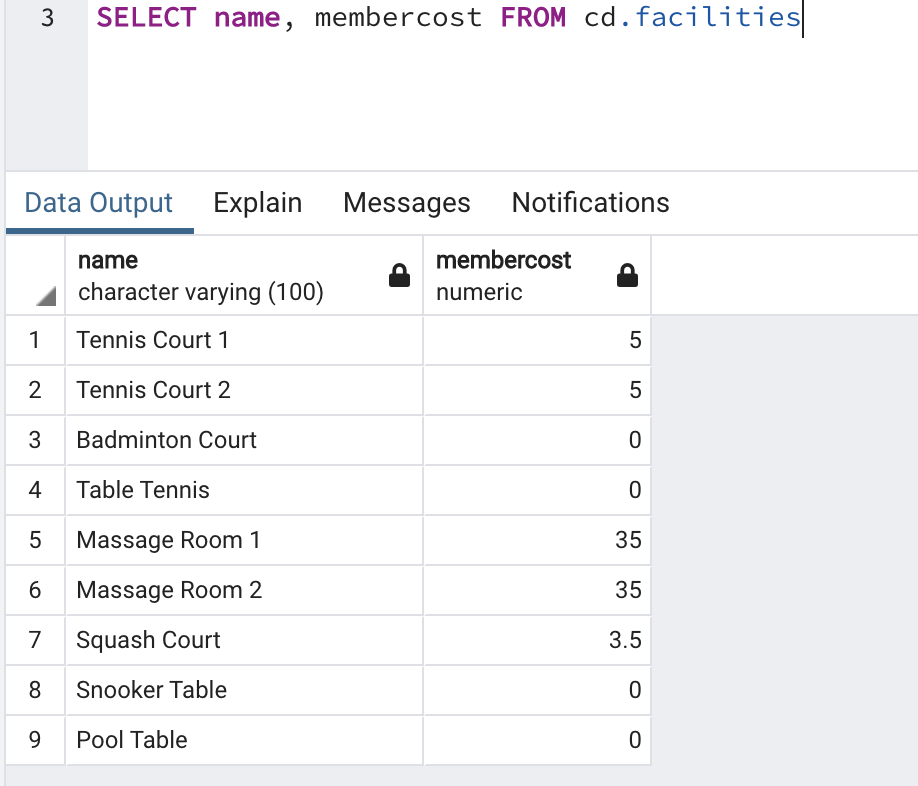 3 SELECT name, membercost FROM cd.facilities
Data Output Explain Messages Notifications
name membercost
character varying (100) numeric
1 Tennis Court 1 5
2 Tennis Court 2 5
3 Badminton Court 0
4 Table Tennis 0
5 Massage Room 1 35
6 Massage Room 2 35
7 Squash Court 3.5
8 Snooker Table 0
9 Pool Table 0